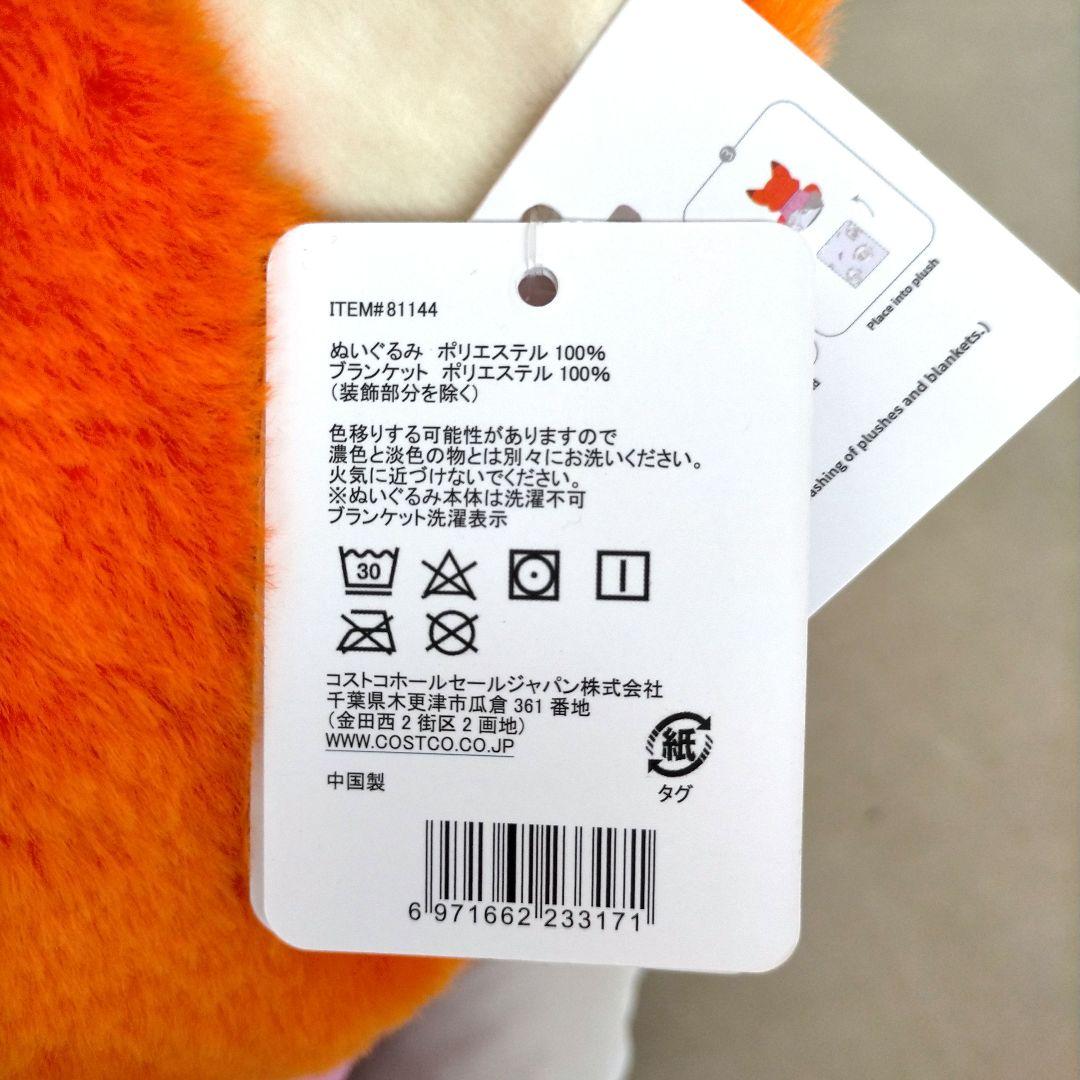 ITEM#81144
ぬいぐるみ ポリエステル 100%
ブランケット ポリエステル 100%
(装飾部分を除く)
色移りする可能性がありますので
濃色と淡色の物とは別々にお洗いください。
火気に近づけないでください。
※ぬいぐるみ本体は洗濯不可
ブランケット洗濯表示
30
コストコホールセールジャパン株式会社
千葉県木更津市瓜倉 361 番地
(金田西 2 街区 2 画地)
WWW.COSTCO.CO.JP
紙
タグ
中国製
6 971662 233171
3
Place into plush
ashing of plushes and blankets.)